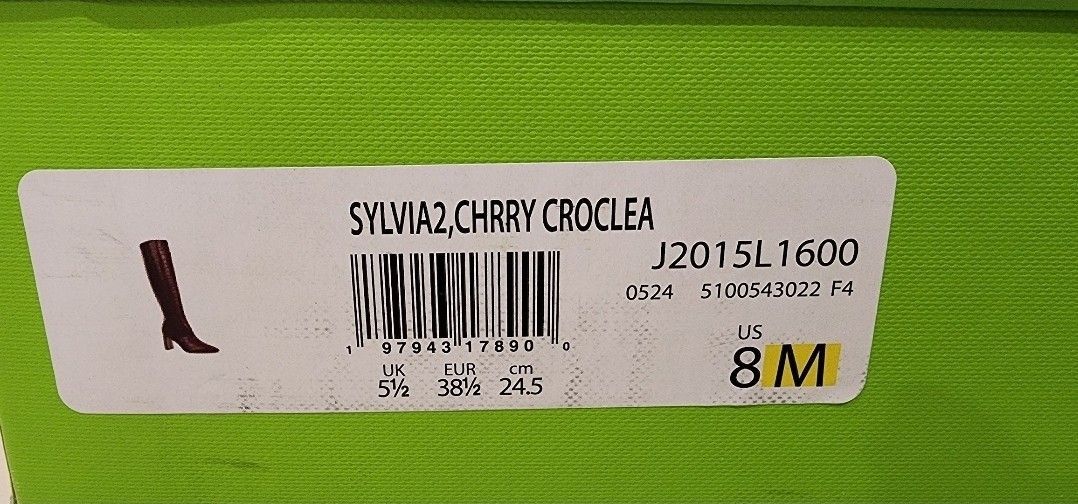 SYLVIA2,CHRRY CROCLEA
J2015L1600
0524 5100543022 F4
1 97943 17890 0
UK EUR cm
5½ 38½ 24.5
US
8 M